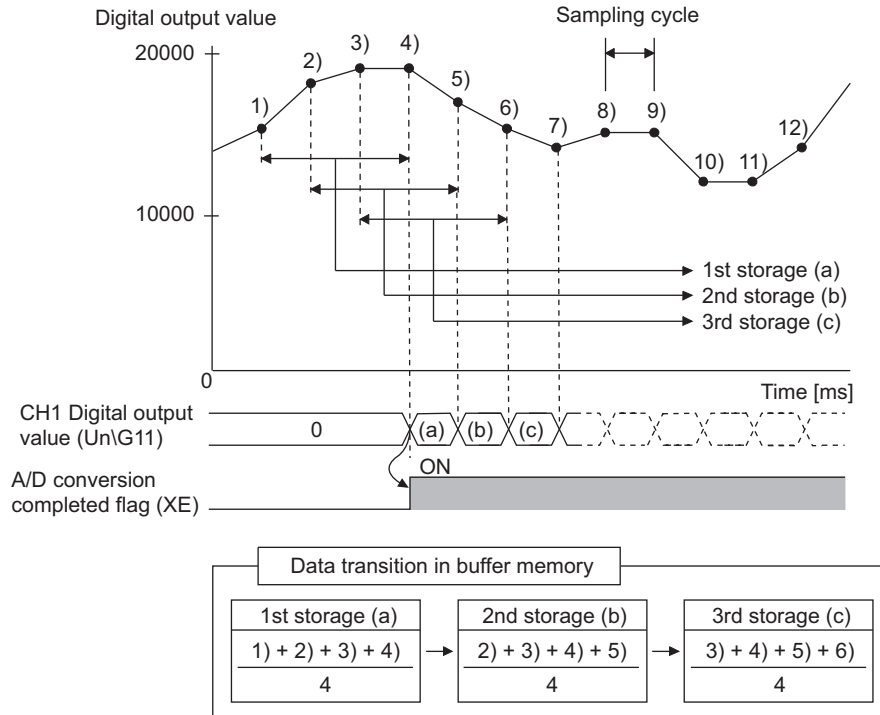 Digital output value
Sampling cycle
20000
10000
0
1)
2)
3)
4)
5)
6)
7)
8)
9)
10)
11)
12)
1st storage (a)
2nd storage (b)
3rd storage (c)
Time [ms]
CH1 Digital output
value (Un\G11)
0
(a)
(b)
(c)
A/D conversion
completed flag (XE)
ON
Data transition in buffer memory
1st storage (a)
1) + 2) + 3) + 4)
4
2nd storage (b)
2) + 3) + 4) + 5)
4
3rd storage (c)
3) + 4) + 5) + 6)
4